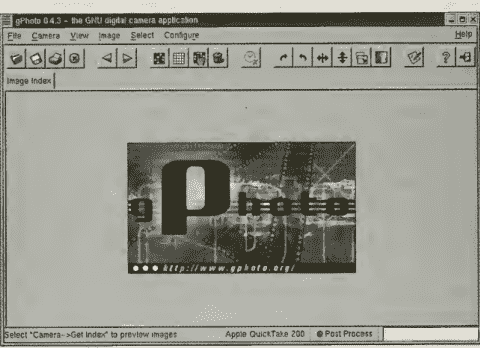 gPhoto 0.4.3 - the GNU digital camera application
File Camera View Image Select Configure Help
Image Index
gPhoto
http://www.gphoto.org/
Select "Camera->Get Index" to preview images Apple QuickTake 200 @ Post Process